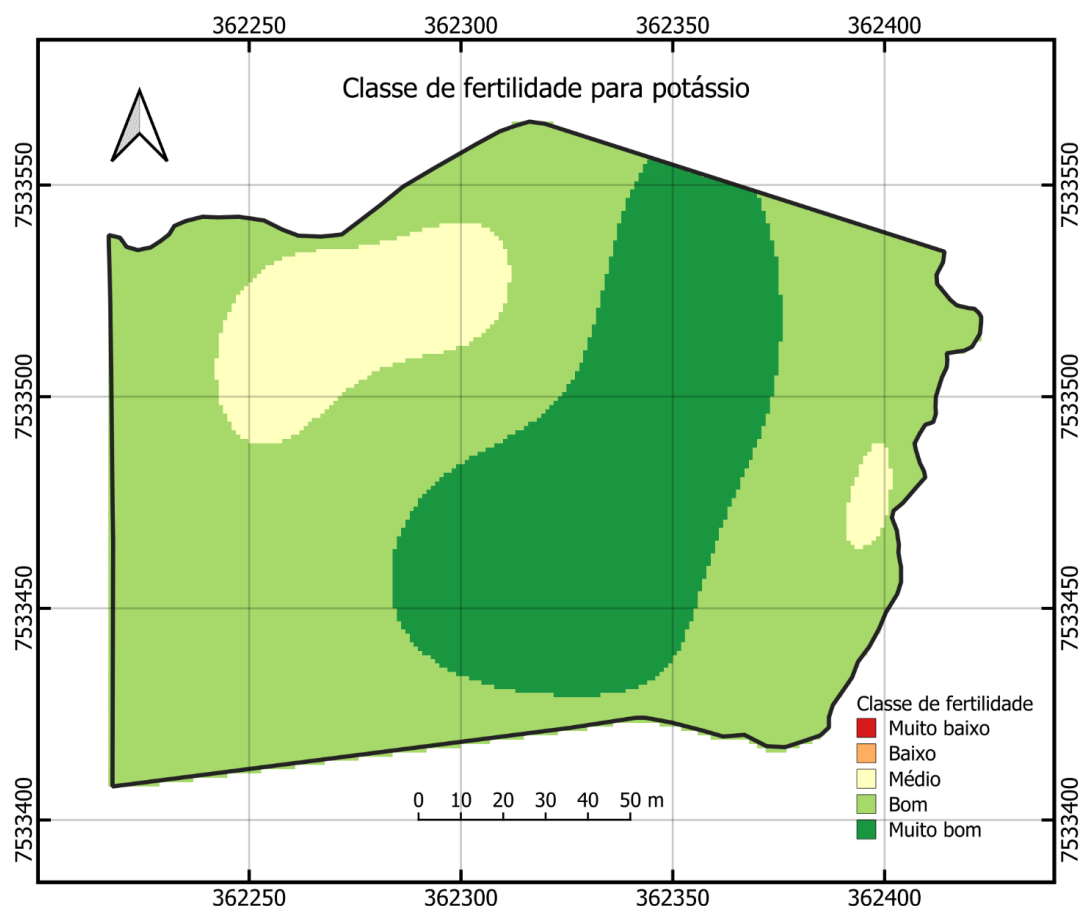 362250 362300 362350 362400
Classe de fertilidade para potássio
7533550 7533550
7533500 7533500
7533450 7533450
Classe de fertilidade
Muito baixo
Baixo
Médio
0 10 20 30 40 50 m
Bom
7533400 7533400
Muito bom
362250 362300 362350 362400